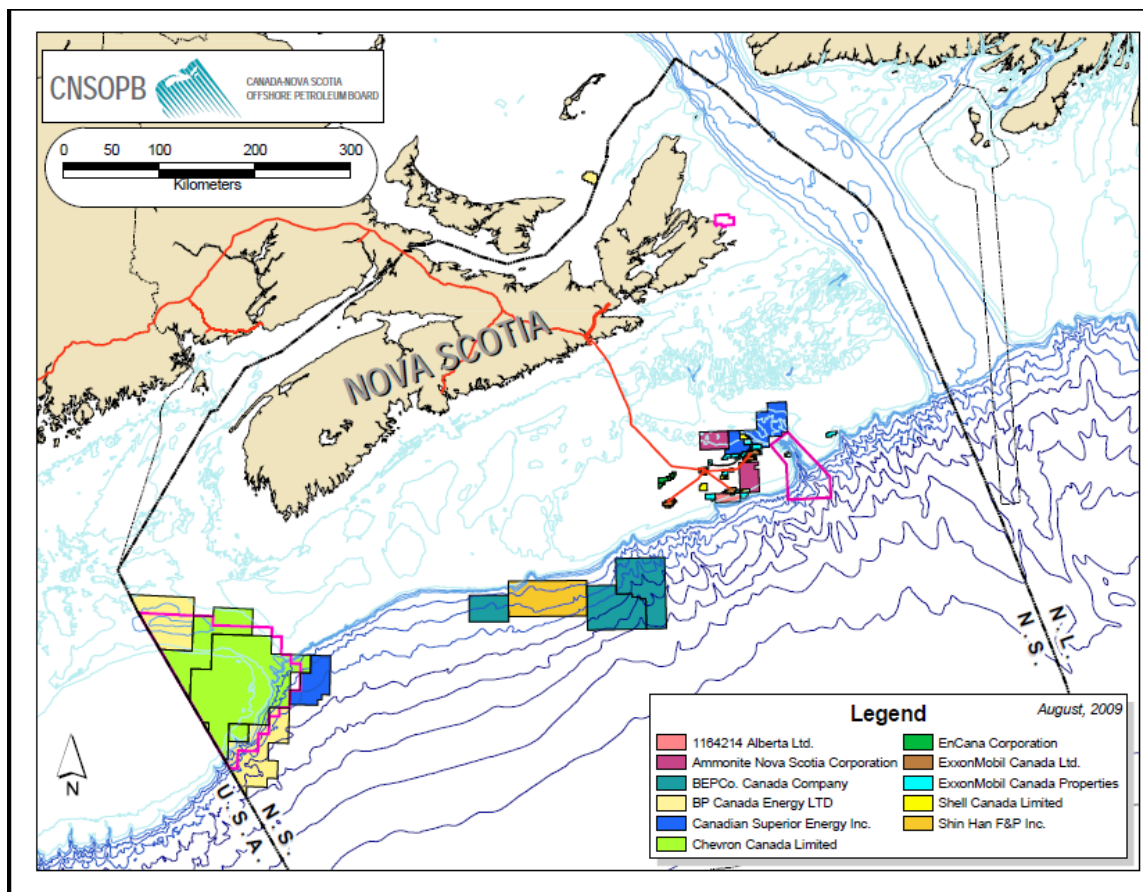 CNSOPB
CANADA-NOVA SCOTIA
OFFSHORE PETROLEUM BOARD
0 50 100 200 300
Kilometers
NOVA SCOTIA
N
U.S.A.
N.S.
N.S.
N.L.
Legend
August, 2009
1164214 Alberta Ltd.
Ammonite Nova Scotia Corporation
BEPCo. Canada Company
BP Canada Energy LTD
Canadian Superior Energy Inc.
Chevron Canada Limited
EnCana Corporation
ExxonMobil Canada Ltd.
ExxonMobil Canada Properties
Shell Canada Limited
Shin Han F&P Inc.